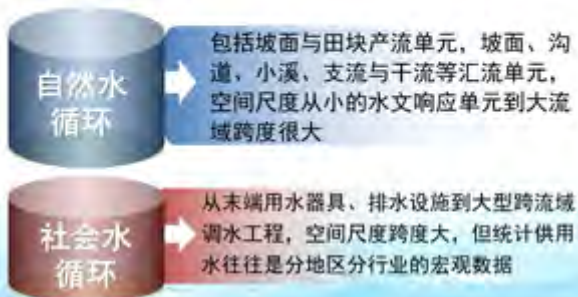 自然水
循环
包括坡面与田块产流单元，坡面、沟
道、小溪、支流与干流等汇流单元，
空间尺度从小的水文响应单元到大流
域跨度很大
社会水
循环
从末端用水器具、排水设施到大型跨流域
调水工程，空间尺度跨度大，但统计供用
水往往是分地区分行业的宏观数据